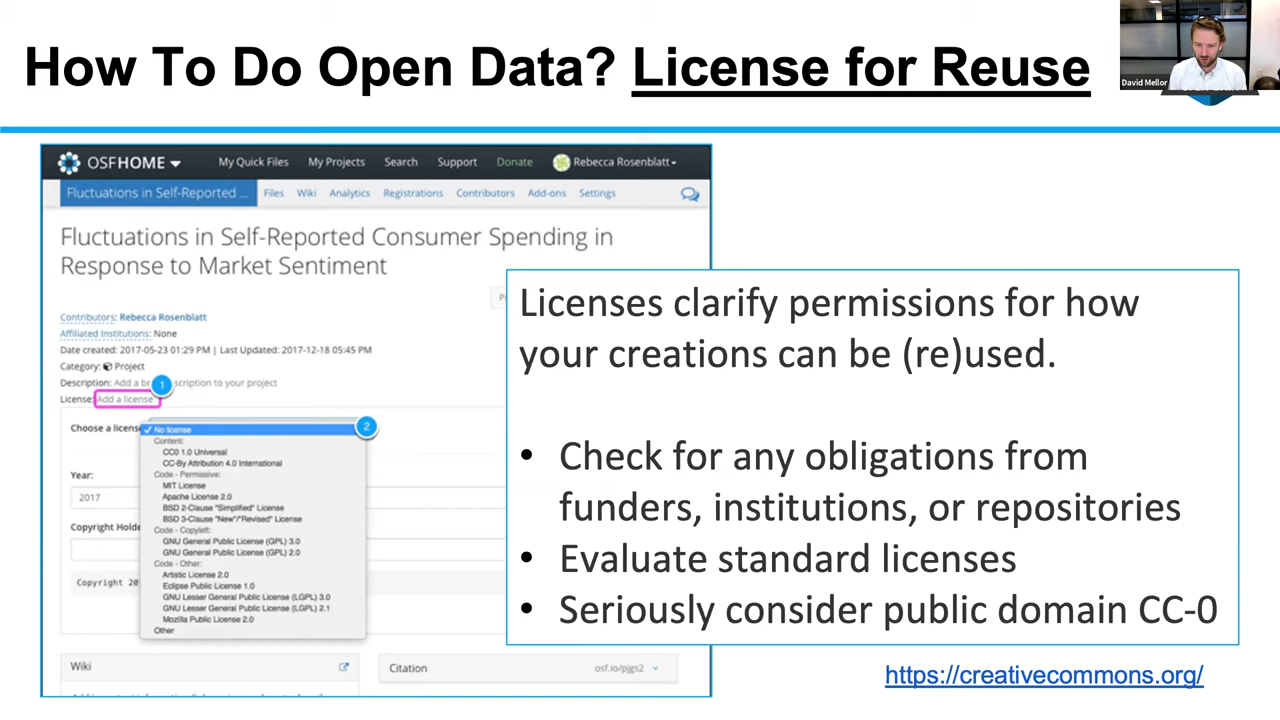 How To Do Open Data? License for Reuse
David Mellor
OSFHOME
My Quick Files My Projects Search Support Donate Rebecca Rosenblatt
Fluctuations in Self-Reported ... Files Wiki Analytics Registrations Contributors Add-ons Settings
Fluctuations in Self-Reported Consumer Spending in
Response to Market Sentiment
Contributors: Rebecca Rosenblatt
Affiliated Institutions: None
Date created: 2017-05-23 01:29 PM | Last Updated: 2017-12-18 05:45 PM
Category: Project
Description: Add a br scription to your project
1
License: Add a license
Choose a license
✓ No license
2
Content:
CC0 1.0 Universal
CC-By Attribution 4.0 International
Code - Permissive:
MIT License
Apache License 2.0
BSD 2-Clause "Simplified" License
BSD 3-Clause "New"/"Revised" License
Code - Copyleft:
GNU General Public License (GPL) 3.0
GNU General Public License (GPL) 2.0
Code - Other:
Artistic License 2.0
Eclipse Public License 1.0
GNU Lesser General Public License (LGPL) 3.0
GNU Lesser General Public License (LGPL) 2.1
Mozilla Public License 2.0
Other
Year:
2017
Copyright Holde
Copyright 20
Wiki
Citation osf.io/pjgs2
Licenses clarify permissions for how
your creations can be (re)used.
• Check for any obligations from
funders, institutions, or repositories
• Evaluate standard licenses
• Seriously consider public domain CC-0
https://creativecommons.org/